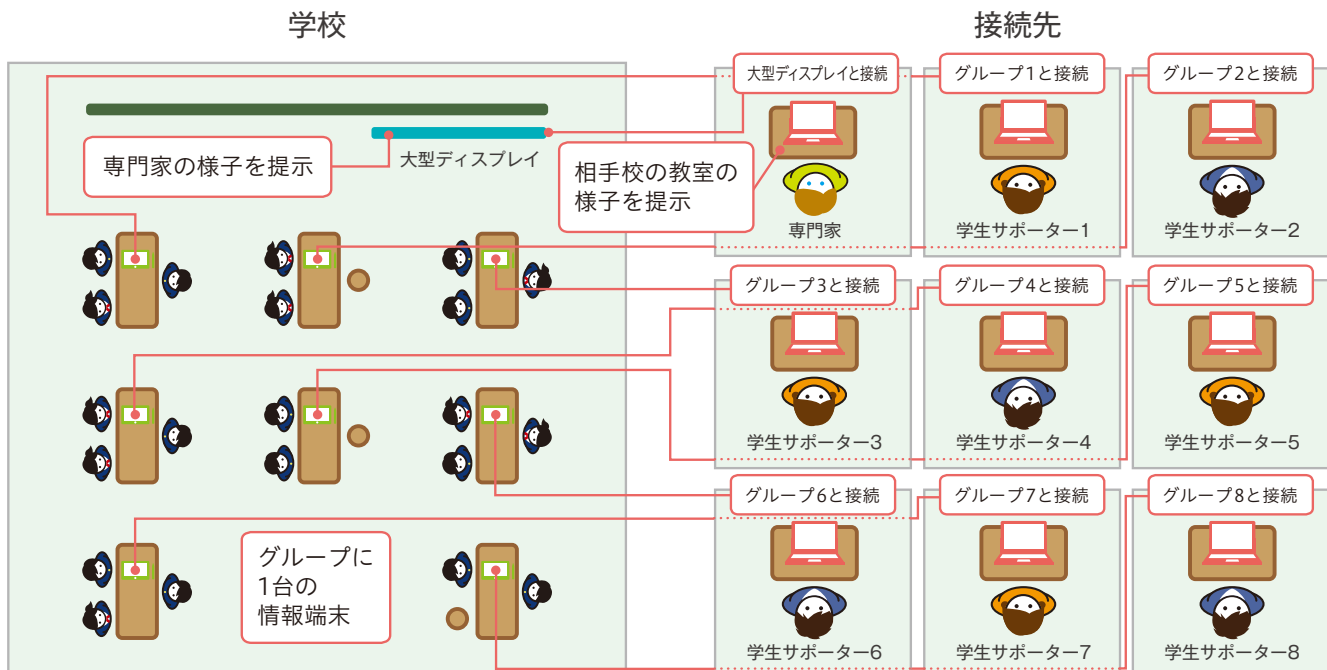 学校
接続先
大型ディスプレイと接続
グループ1と接続
グループ2と接続
専門家の様子を提示
大型ディスプレイ
相手校の教室の
様子を提示
専門家
学生サポーター1
学生サポーター2
グループ3と接続
グループ4と接続
グループ5と接続
学生サポーター3
学生サポーター4
学生サポーター5
グループ6と接続
グループ7と接続
グループ8と接続
グループに
1台の
情報端末
学生サポーター6
学生サポーター7
学生サポーター8